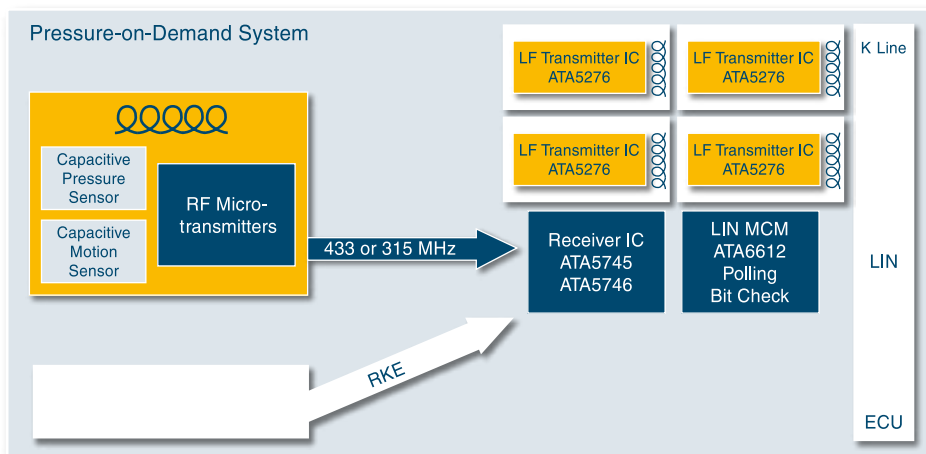 Pressure-on-Demand System
Capacitive
Pressure
Sensor
Capacitive
Motion
Sensor
RF Micro-
transmitters
433 or 315 MHz
RKE
LF Transmitter IC
ATA5276
LF Transmitter IC
ATA5276
LF Transmitter IC
ATA5276
LF Transmitter IC
ATA5276
Receiver IC
ATA5745
ATA5746
LIN MCM
ATA6612
Polling
Bit Check
K Line
LIN
ECU